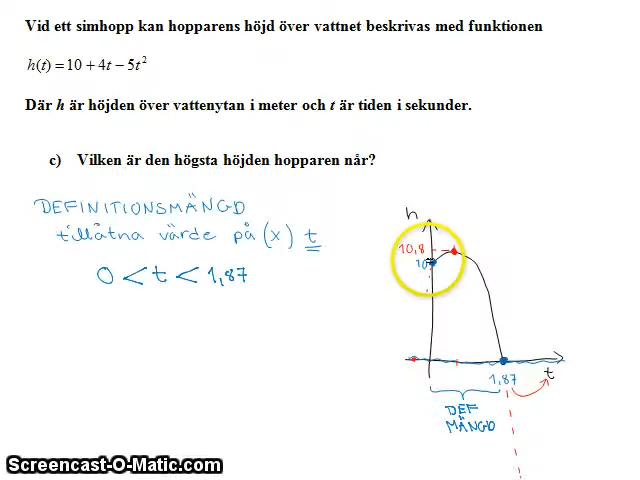 Vid ett simhopp kan hopparens höjd över vattnet beskrivas med funktionen
h(t) = 10 + 4t − 5t²
Där h är höjden över vattenytan i meter och t är tiden i sekunder.
c) Vilken är den högsta höjden hopparen når?
DEFINITIONSMÄNGD
tillåtna värde på (x) t
0 < t < 1,87
h
10,8
10
1,87
t
DEF
MÄNGD
Screencast-O-Matic.com